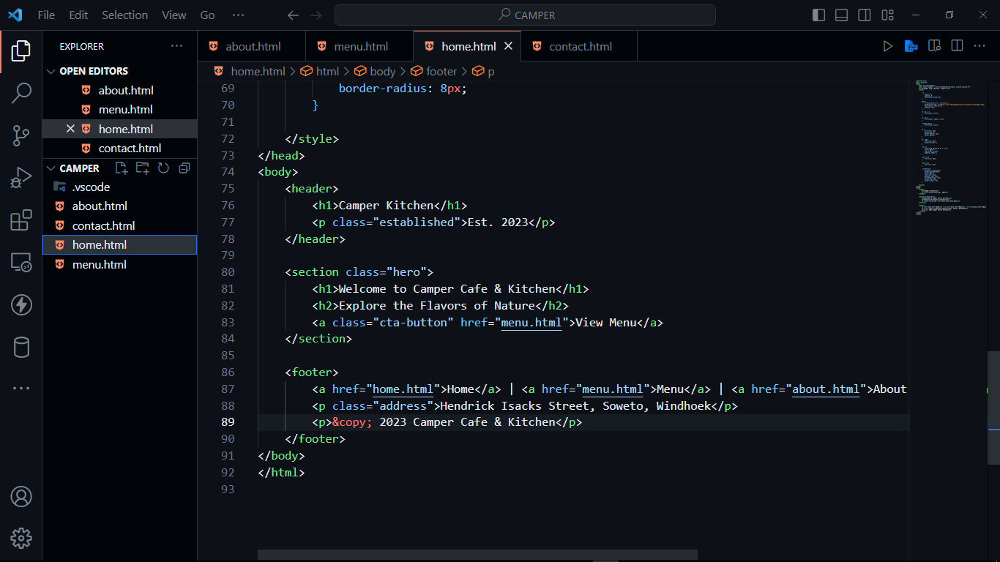 File Edit Selection View Go ··· CAMPER
EXPLORER ···
OPEN EDITORS
about.html
menu.html
home.html
contact.html
CAMPER
.vscode
about.html
contact.html
home.html
menu.html
about.html menu.html home.html contact.html
PHP
home.html > html > body > footer > p
69 border-radius: 8px;
70 }
71
72 </style>
73 </head>
74 <body>
75 <header>
76 <h1>Camper Kitchen</h1>
77 <p class="established">Est. 2023</p>
78 </header>
79
80 <section class="hero">
81 <h1>Welcome to Camper Cafe & Kitchen</h1>
82 <h2>Explore the Flavors of Nature</h2>
83 <a class="cta-button" href="menu.html">View Menu</a>
84 </section>
85
86 <footer>
87 <a href="home.html">Home</a> | <a href="menu.html">Menu</a> | <a href="about.html">About
88 <p class="address">Hendrick Isacks Street, Soweto, Windhoek</p>
89 <p>&copy; 2023 Camper Cafe & Kitchen</p>
90 </footer>
91 </body>
92 </html>
93